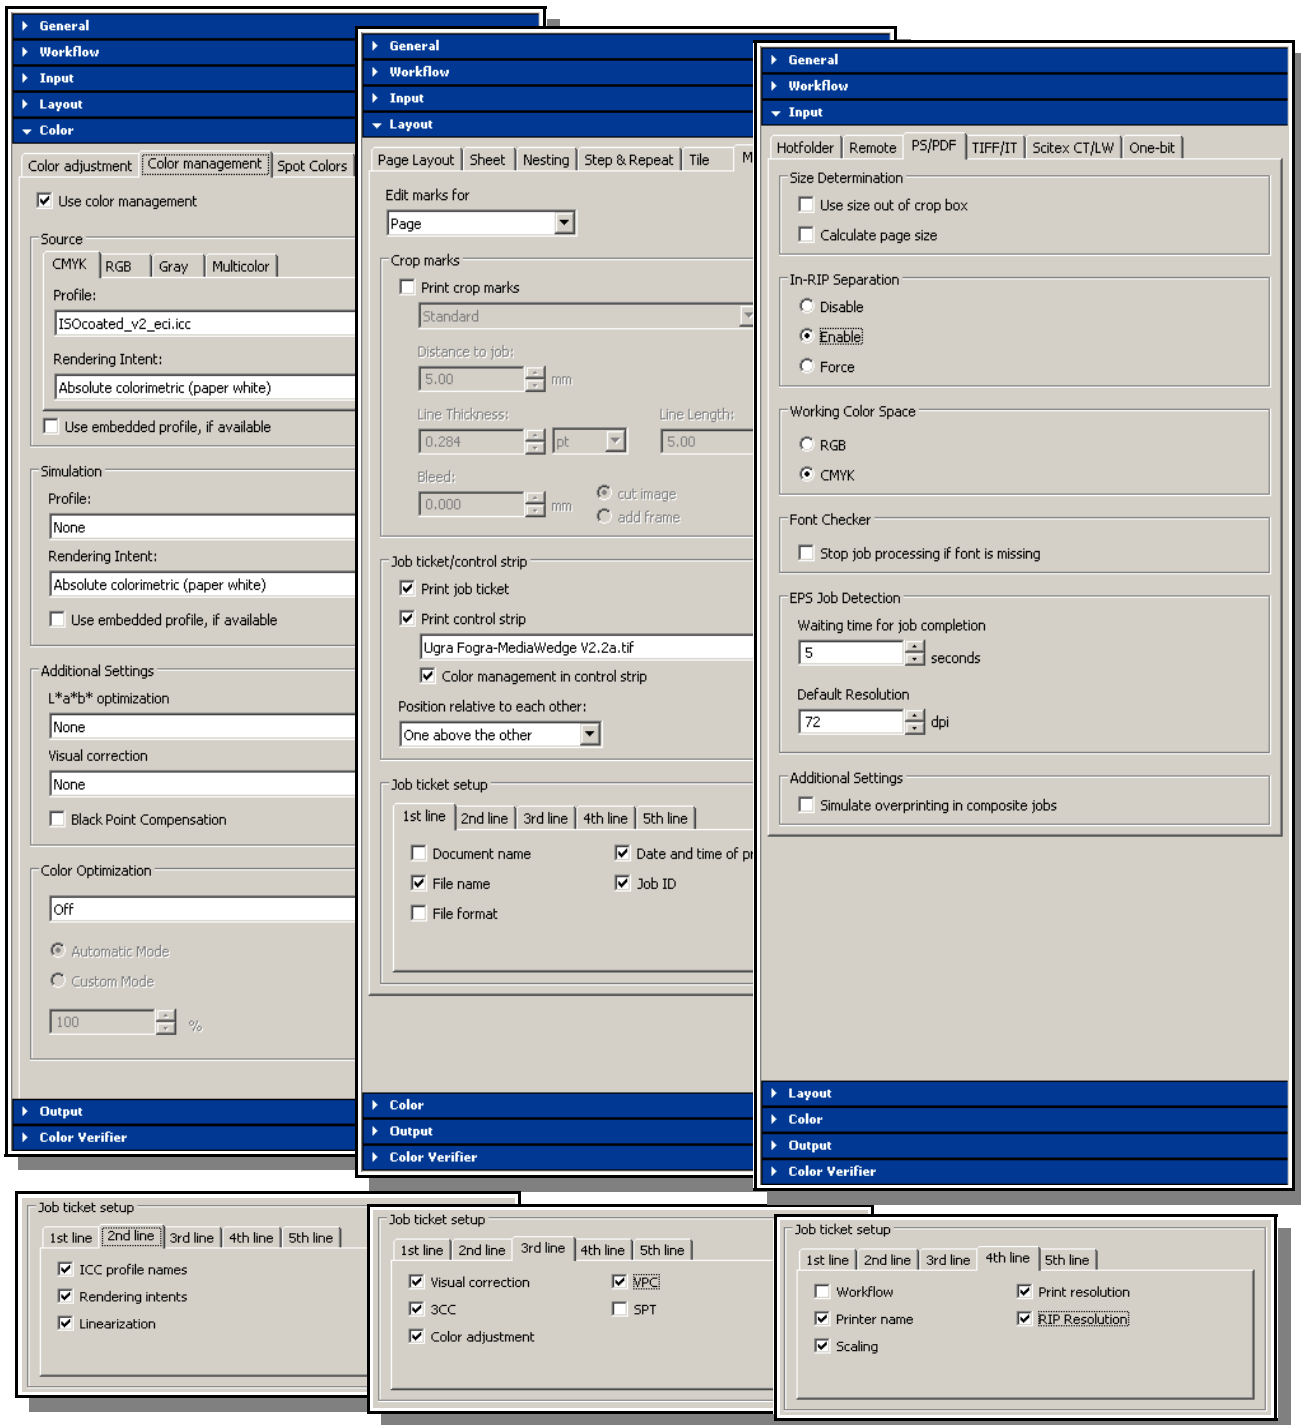 General
Workflow
Input
Layout
Color
Color adjustment Color management Spot Colors
Use color management
Source
CMYK RGB Gray Multicolor
Profile:
ISOcoated_v2_eci.icc
Rendering Intent:
Absolute colorimetric (paper white)
Use embedded profile, if available
Simulation
Profile:
None
Rendering Intent:
Absolute colorimetric (paper white)
Use embedded profile, if available
Additional Settings
L*a*b* optimization
None
Visual correction
None
Black Point Compensation
Color Optimization
Off
Automatic Mode
Custom Mode
100 %
Output
Color Verifier
General
Workflow
Input
Layout
Page Layout Sheet Nesting Step & Repeat Tile M
Edit marks for
Page
Crop marks
Print crop marks
Standard
Distance to job:
5.00 mm
Line Thickness: Line Length:
0.284 pt 5.00
Bleed:
0.000 mm cut image
add frame
Job ticket/control strip
Print job ticket
Print control strip
Ugra Fogra-MediaWedge V2.2a.tif
Color management in control strip
Position relative to each other:
One above the other
Job ticket setup
1st line 2nd line 3rd line 4th line 5th line
Document name Date and time of pr
File name Job ID
File format
Color
Output
Color Verifier
General
Workflow
Input
Hotfolder Remote PS/PDF TIFF/IT Scitex CT/LW One-bit
Size Determination
Use size out of crop box
Calculate page size
In-RIP Separation
Disable
Enable
Force
Working Color Space
RGB
CMYK
Font Checker
Stop job processing if font is missing
EPS Job Detection
Waiting time for job completion
5 seconds
Default Resolution
72 dpi
Additional Settings
Simulate overprinting in composite jobs
Layout
Color
Output
Color Verifier
Job ticket setup
1st line 2nd line 3rd line 4th line 5th line
ICC profile names
Rendering intents
Linearization
Job ticket setup
1st line 2nd line 3rd line 4th line 5th line
Visual correction VPC
3CC SPT
Color adjustment
Job ticket setup
1st line 2nd line 3rd line 4th line 5th line
Workflow Print resolution
Printer name RIP Resolution
Scaling